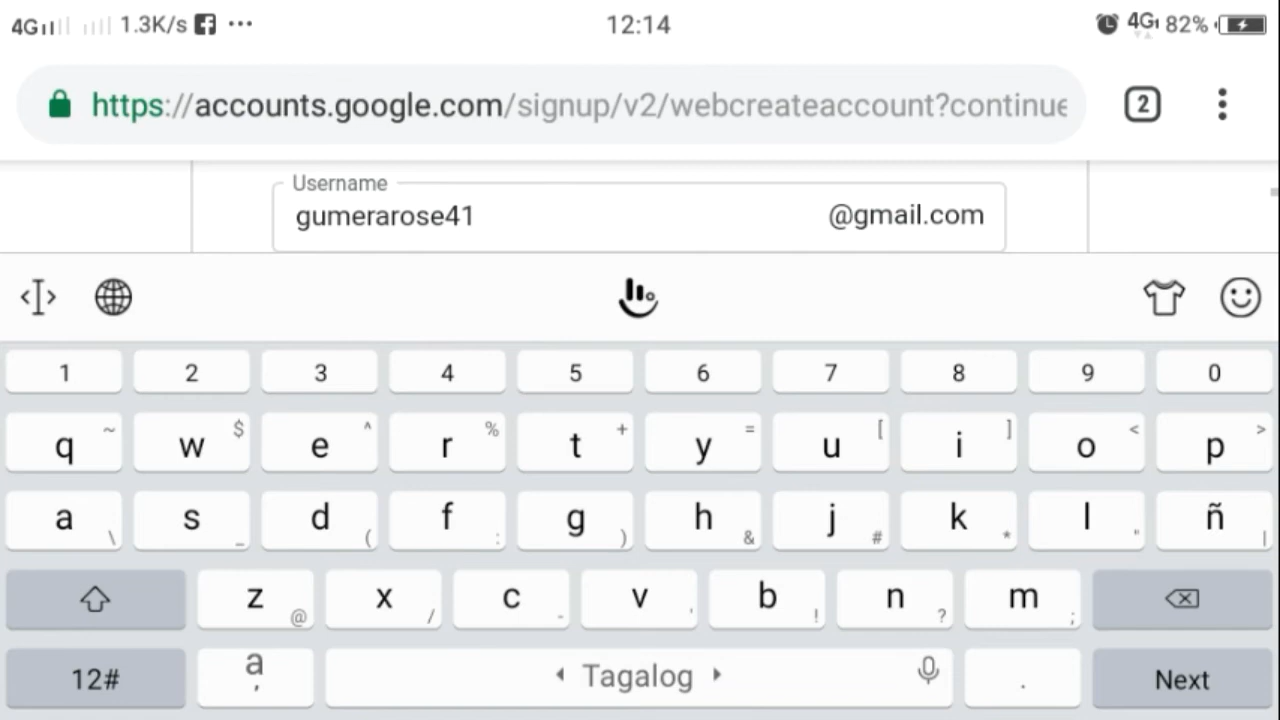 4G 1.3K/s ... 12:14 4G 82%
https://accounts.google.com/signup/v2/webcreateaccount?continue 2
Username
gumerarose41 @gmail.com
1 2 3 4 5 6 7 8 9 0
q ~ w $ e ^ r % t + y = u [ i ] o < p >
a \ s _ d ( f : g ) h & j # k * l " ñ |
z @ x / c - v ' b ! n ? m ;
12# a , Tagalog . Next